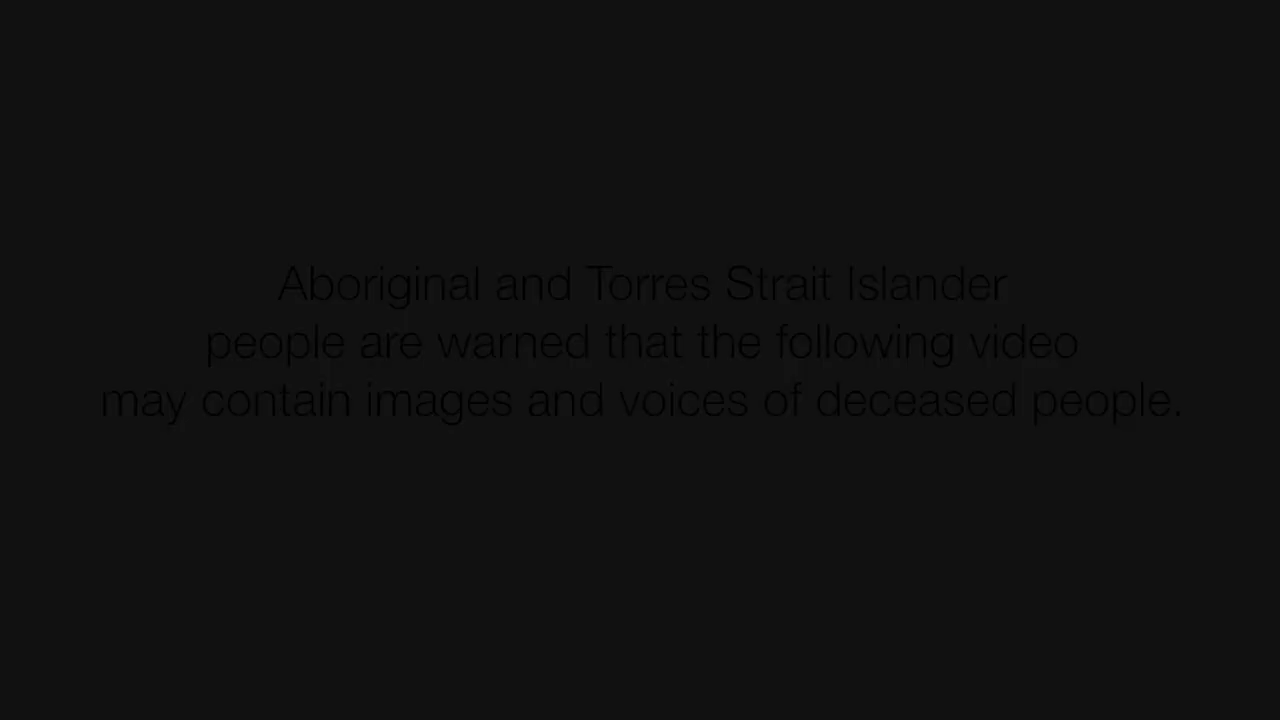 Aboriginal and Torres Strait Islander
people are warned that the following video
may contain images and voices of deceased people.